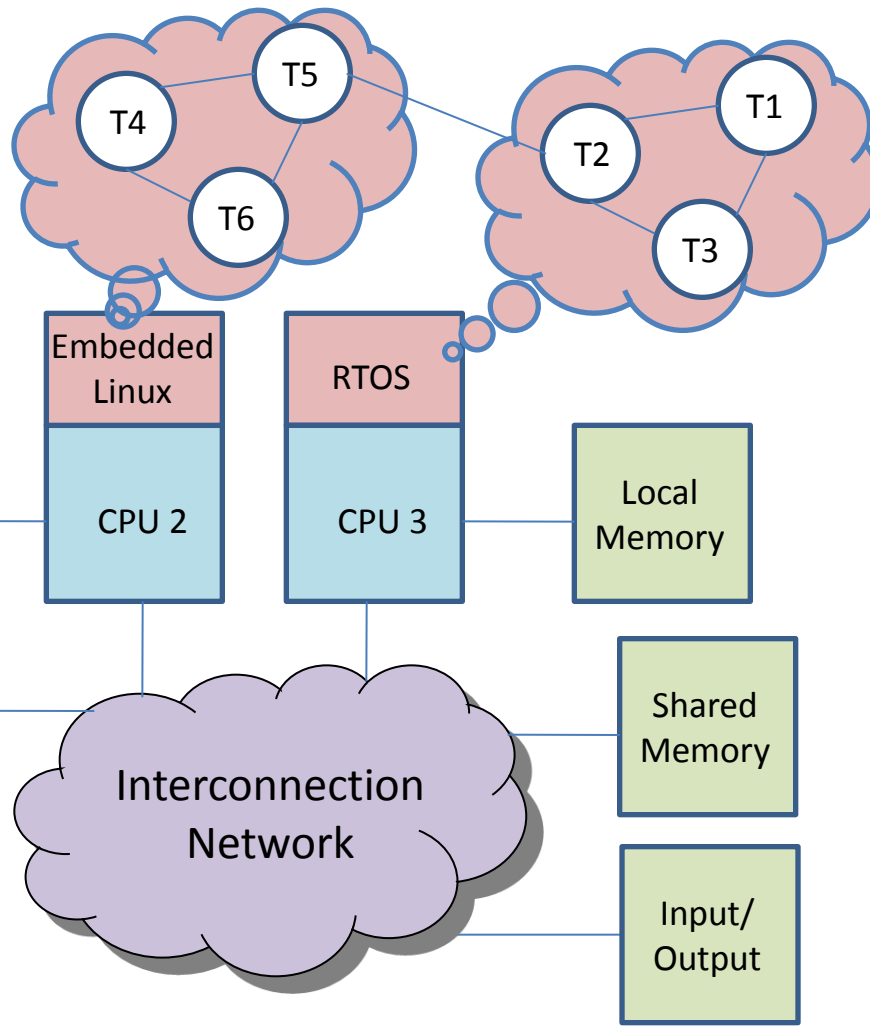 T5
T4
T6
T1
T2
T3
Embedded
Linux
RTOS
CPU 2
CPU 3
Local
Memory
Shared
Memory
Interconnection
Network
Input/
Output